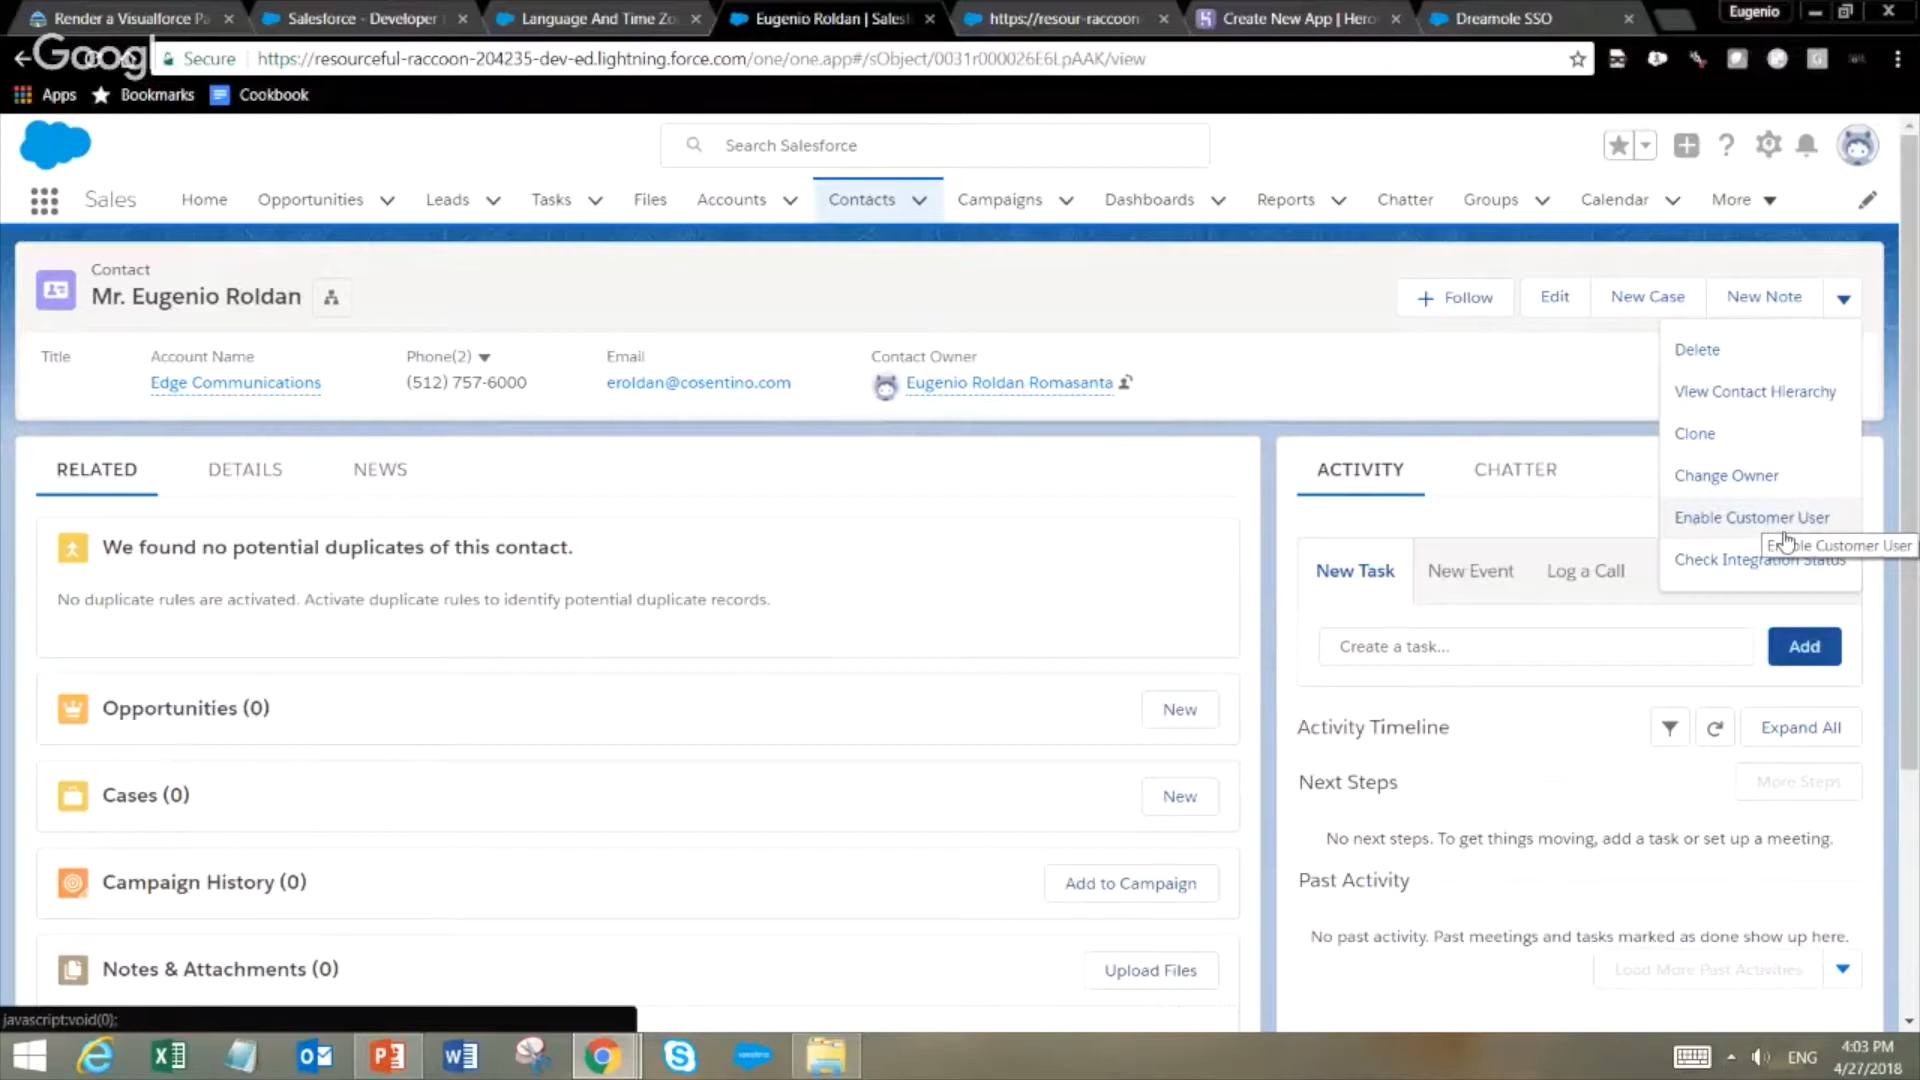 Render a Visualforce Pa
Salesforce - Developer
Language And Time Zo
Eugenio Roldan | Salesf
https://resour-raccoon
Create New App | Hero
Dreamole SSO
Eugenio
Googl
Secure
https://resourceful-raccoon-204235-dev-ed.lightning.force.com/one/one.app#/sObject/0031r000026E6LpAAK/view
Apps
Bookmarks
Cookbook
Search Salesforce
Sales
Home
Opportunities
Leads
Tasks
Files
Accounts
Contacts
Campaigns
Dashboards
Reports
Chatter
Groups
Calendar
More
Contact
Mr. Eugenio Roldan
Follow
Edit
New Case
New Note
Title
Account Name
Phone(2)
Email
Contact Owner
Edge Communications
(512) 757-6000
eroldan@cosentino.com
Eugenio Roldan Romasanta
Delete
View Contact Hierarchy
Clone
Change Owner
Enable Customer User
Enable Customer User
Check Integration Status
RELATED
DETAILS
NEWS
ACTIVITY
CHATTER
We found no potential duplicates of this contact.
No duplicate rules are activated. Activate duplicate rules to identify potential duplicate records.
New Task
New Event
Log a Call
Create a task...
Add
Opportunities (0)
New
Activity Timeline
Expand All
Next Steps
More Steps
Cases (0)
New
No next steps. To get things moving, add a task or set up a meeting.
Campaign History (0)
Add to Campaign
Past Activity
No past activity. Past meetings and tasks marked as done show up here.
Notes & Attachments (0)
Upload Files
Load More Past Activities
javascript:void(0);
ENG
4:03 PM
4/27/2018